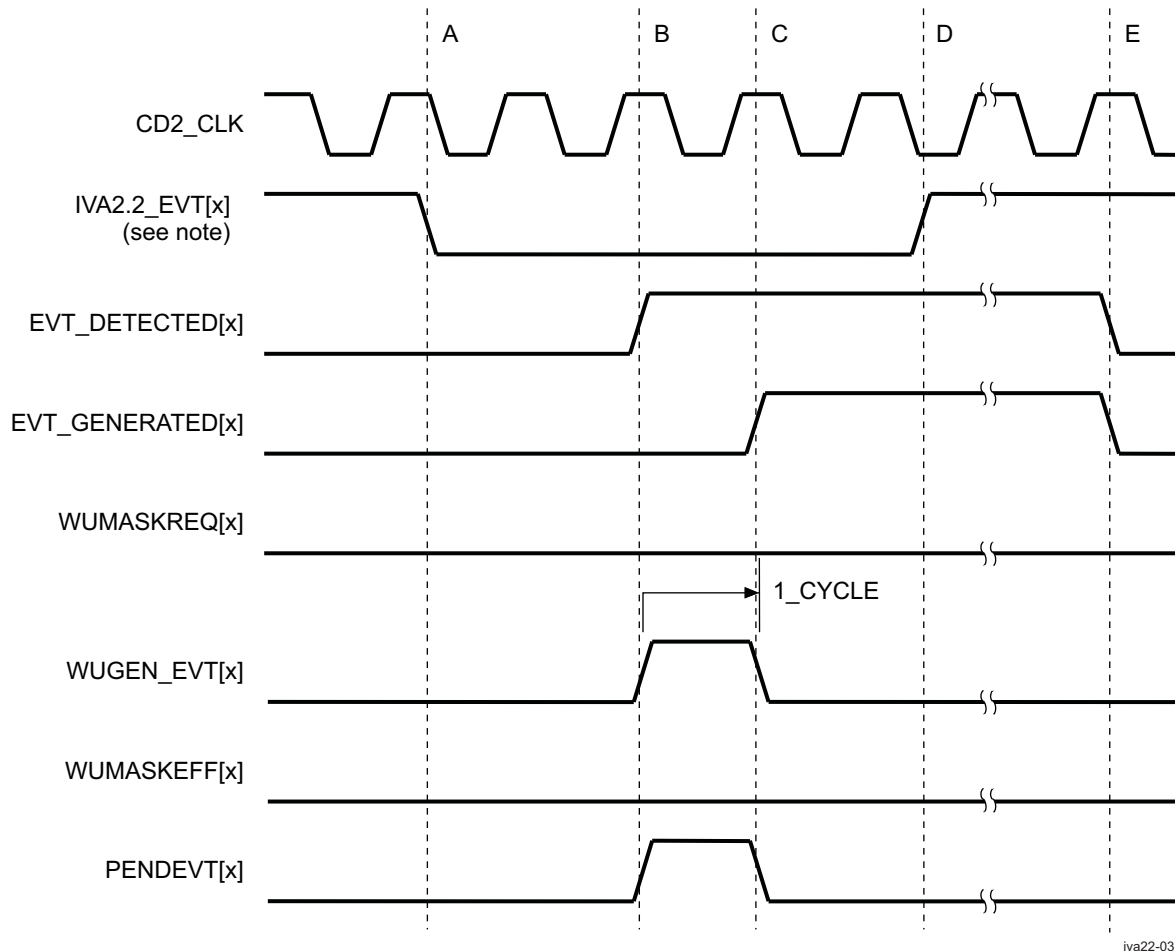 A
B
C
D
E
CD2_CLK
IVA2.2_EVT[x]
(see note)
EVT_DETECTED[x]
EVT_GENERATED[x]
WUMASKREQ[x]
1_CYCLE
WUGEN_EVT[x]
WUMASKEFF[x]
PENDEVT[x]
iva22-03